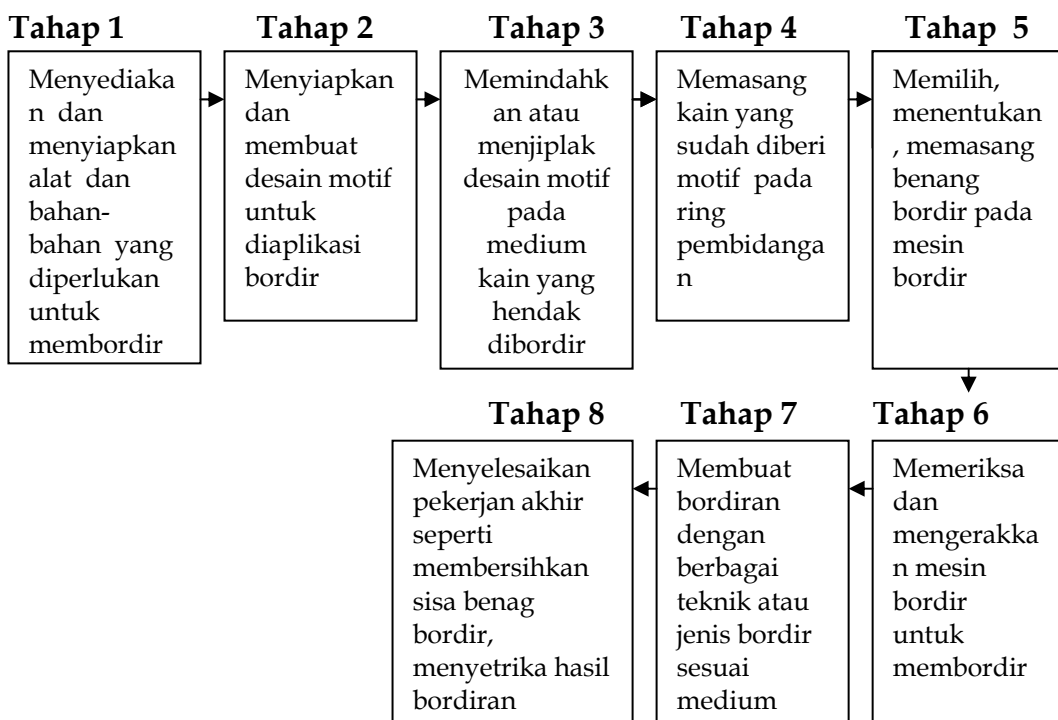 Tahap 1
Menyediaka
n dan
menyiapkan
alat dan
bahan-
bahan yang
diperlukan
untuk
membordir
Tahap 2
Menyiapkan
dan
membuat
desain motif
untuk
diaplikasi
bordir
Tahap 3
Memindahk
an atau
menjiplak
desain motif
pada
medium
kain yang
hendak
dibordir
Tahap 4
Memasang
kain yang
sudah diberi
motif pada
ring
pembidanga
n
Tahap 5
Memilih,
menentukan
, memasang
benang
bordir pada
mesin
bordir
Tahap 6
Memeriksa
dan
mengerakka
n mesin
bordir
untuk
membordir
Tahap 7
Membuat
bordiran
dengan
berbagai
teknik atau
jenis bordir
sesuai
medium
Tahap 8
Menyelesaikan
pekerjan akhir
seperti
membersihkan
sisa benag
bordir,
menyetrika hasil
bordiran